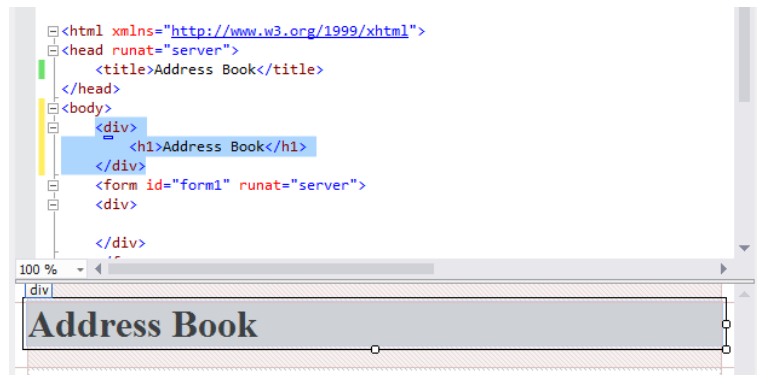 <html xmlns="http://www.w3.org/1999/xhtml">
<head runat="server">
<title>Address Book</title>
</head>
<body>
<div>
<h1>Address Book</h1>
</div>
<form id="form1" runat="server">
<div>
</div>
100 %
div
Address Book